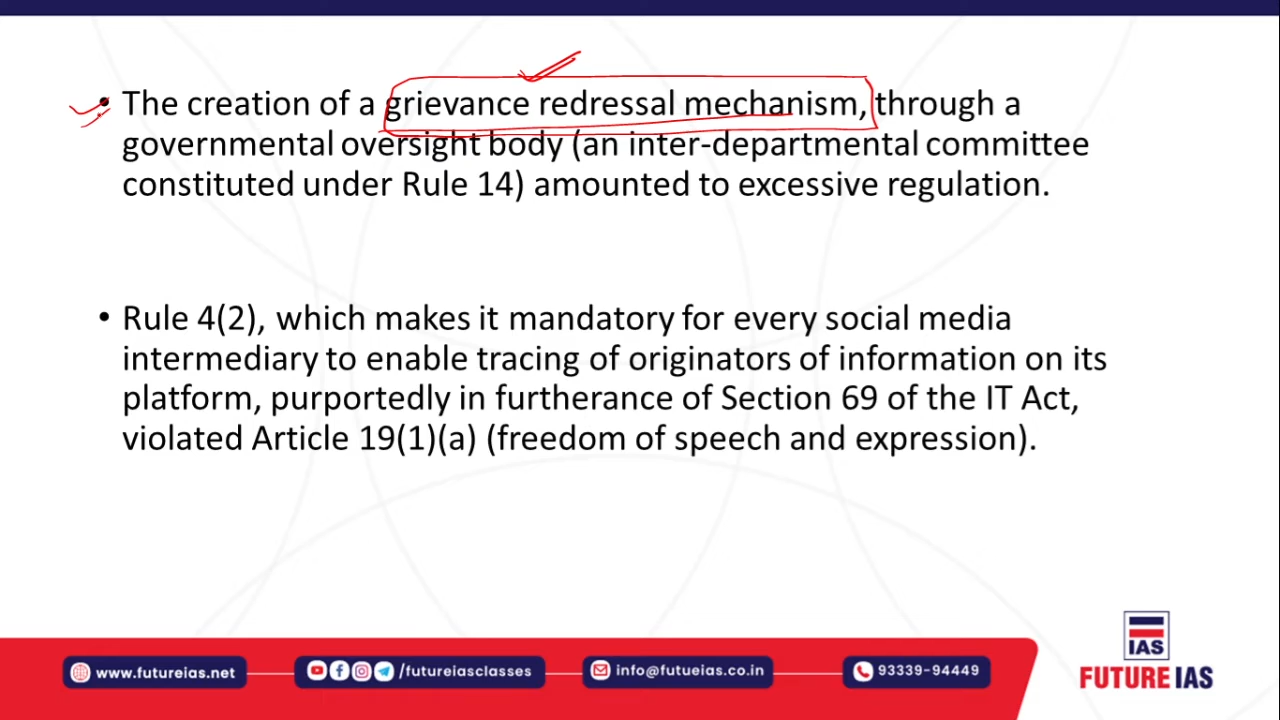 • The creation of a grievance redressal mechanism, through a
governmental oversight body (an inter-departmental committee
constituted under Rule 14) amounted to excessive regulation.
• Rule 4(2), which makes it mandatory for every social media
intermediary to enable tracing of originators of information on its
platform, purportedly in furtherance of Section 69 of the IT Act,
violated Article 19(1)(a) (freedom of speech and expression).
IAS
FUTURE IAS
www.futureias.net
/futureiasclasses
info@futueias.co.in
93339-94449